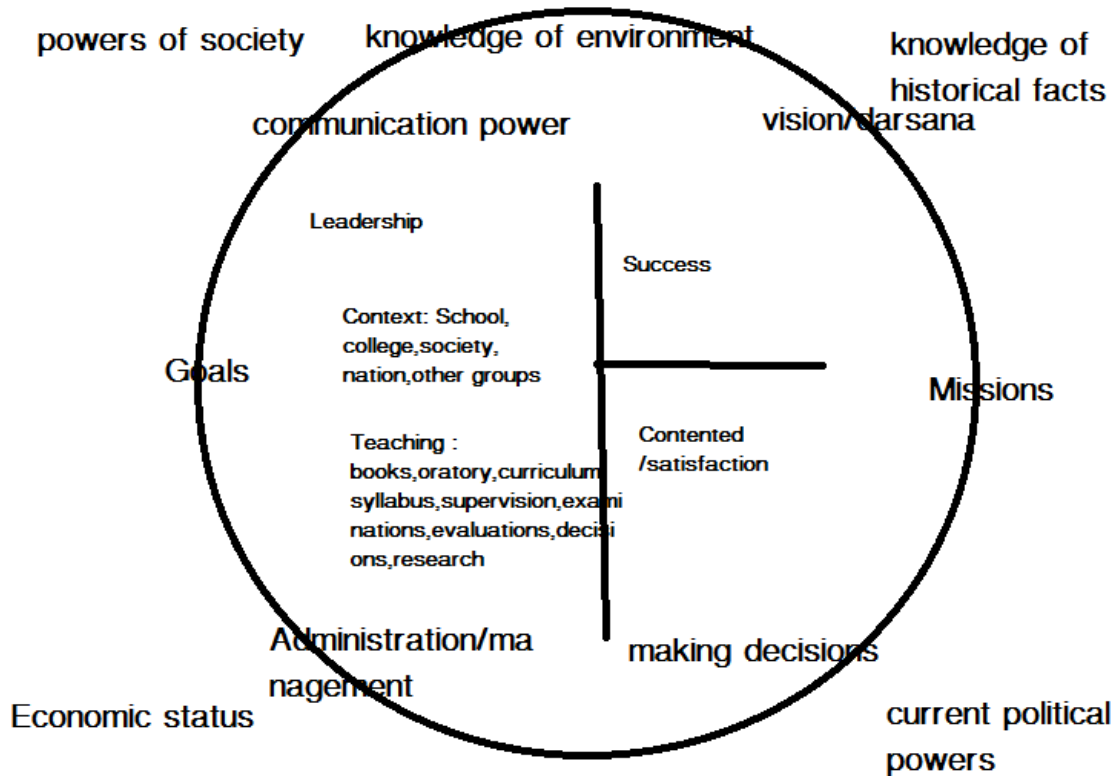 powers of society
knowledge of environment
knowledge of
historical facts
communication power
vision/darsana
Leadership
Success
Context: School,
college,society,
nation,other groups
Goals
Missions
Teaching :
books,oratory,curriculum
syllabus,supervision,exami
nations,evaluations,decisi
ons,research
Contented
/satisfaction
Administration/ma
nagement
making decisions
Economic status
current political
powers